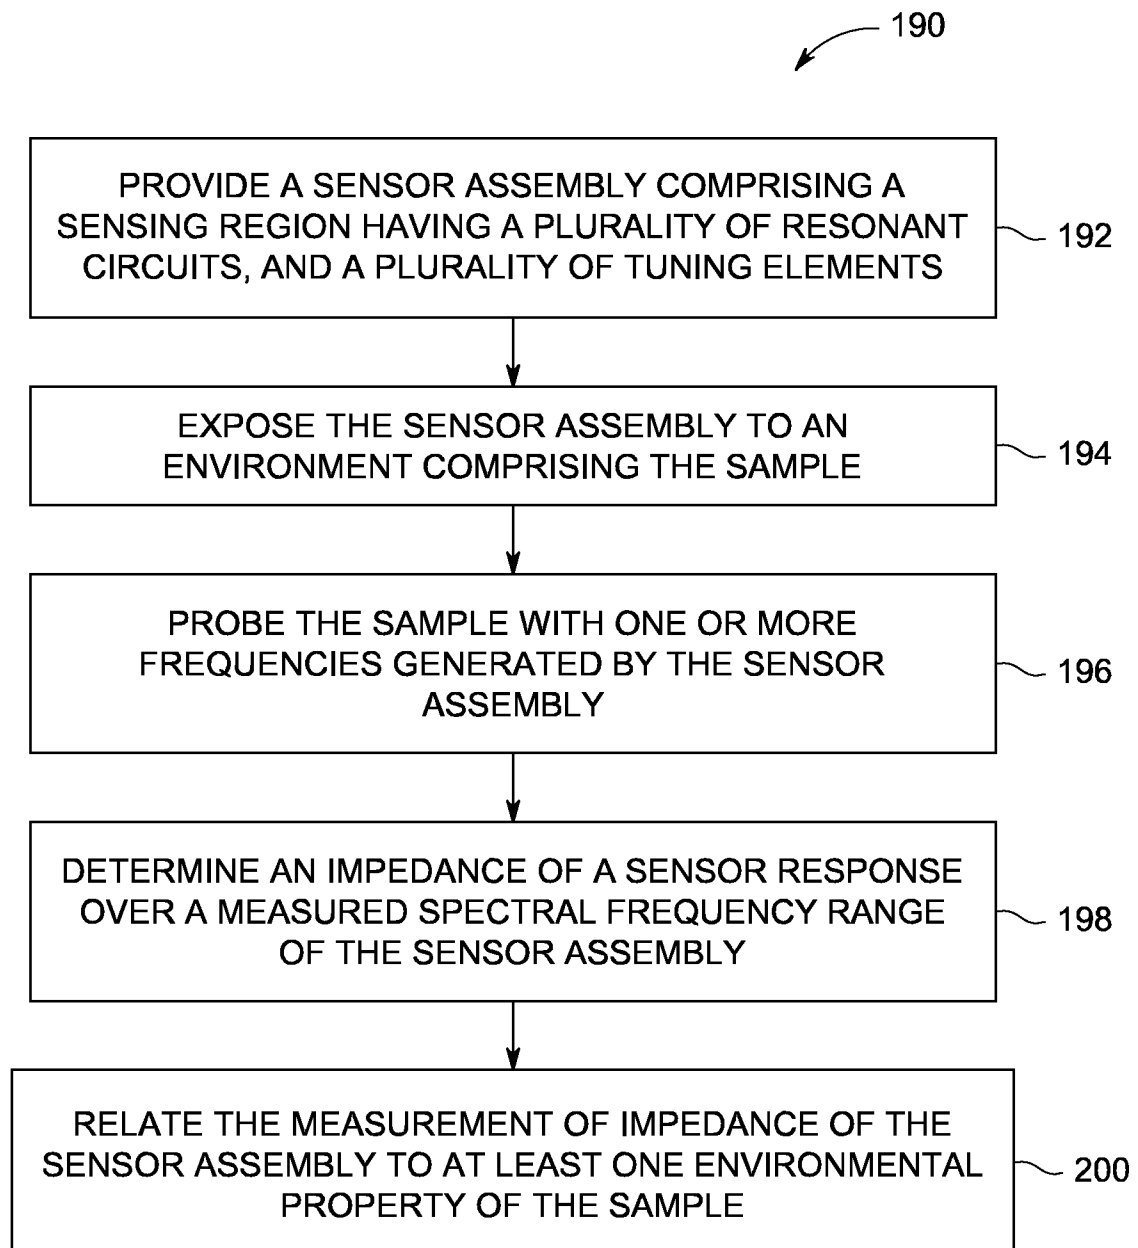 190
PROVIDE A SENSOR ASSEMBLY COMPRISING A
SENSING REGION HAVING A PLURALITY OF RESONANT
CIRCUITS, AND A PLURALITY OF TUNING ELEMENTS
192
EXPOSE THE SENSOR ASSEMBLY TO AN
ENVIRONMENT COMPRISING THE SAMPLE
194
PROBE THE SAMPLE WITH ONE OR MORE
FREQUENCIES GENERATED BY THE SENSOR
ASSEMBLY
196
DETERMINE AN IMPEDANCE OF A SENSOR RESPONSE
OVER A MEASURED SPECTRAL FREQUENCY RANGE
OF THE SENSOR ASSEMBLY
198
RELATE THE MEASUREMENT OF IMPEDANCE OF THE
SENSOR ASSEMBLY TO AT LEAST ONE ENVIRONMENTAL
PROPERTY OF THE SAMPLE
200